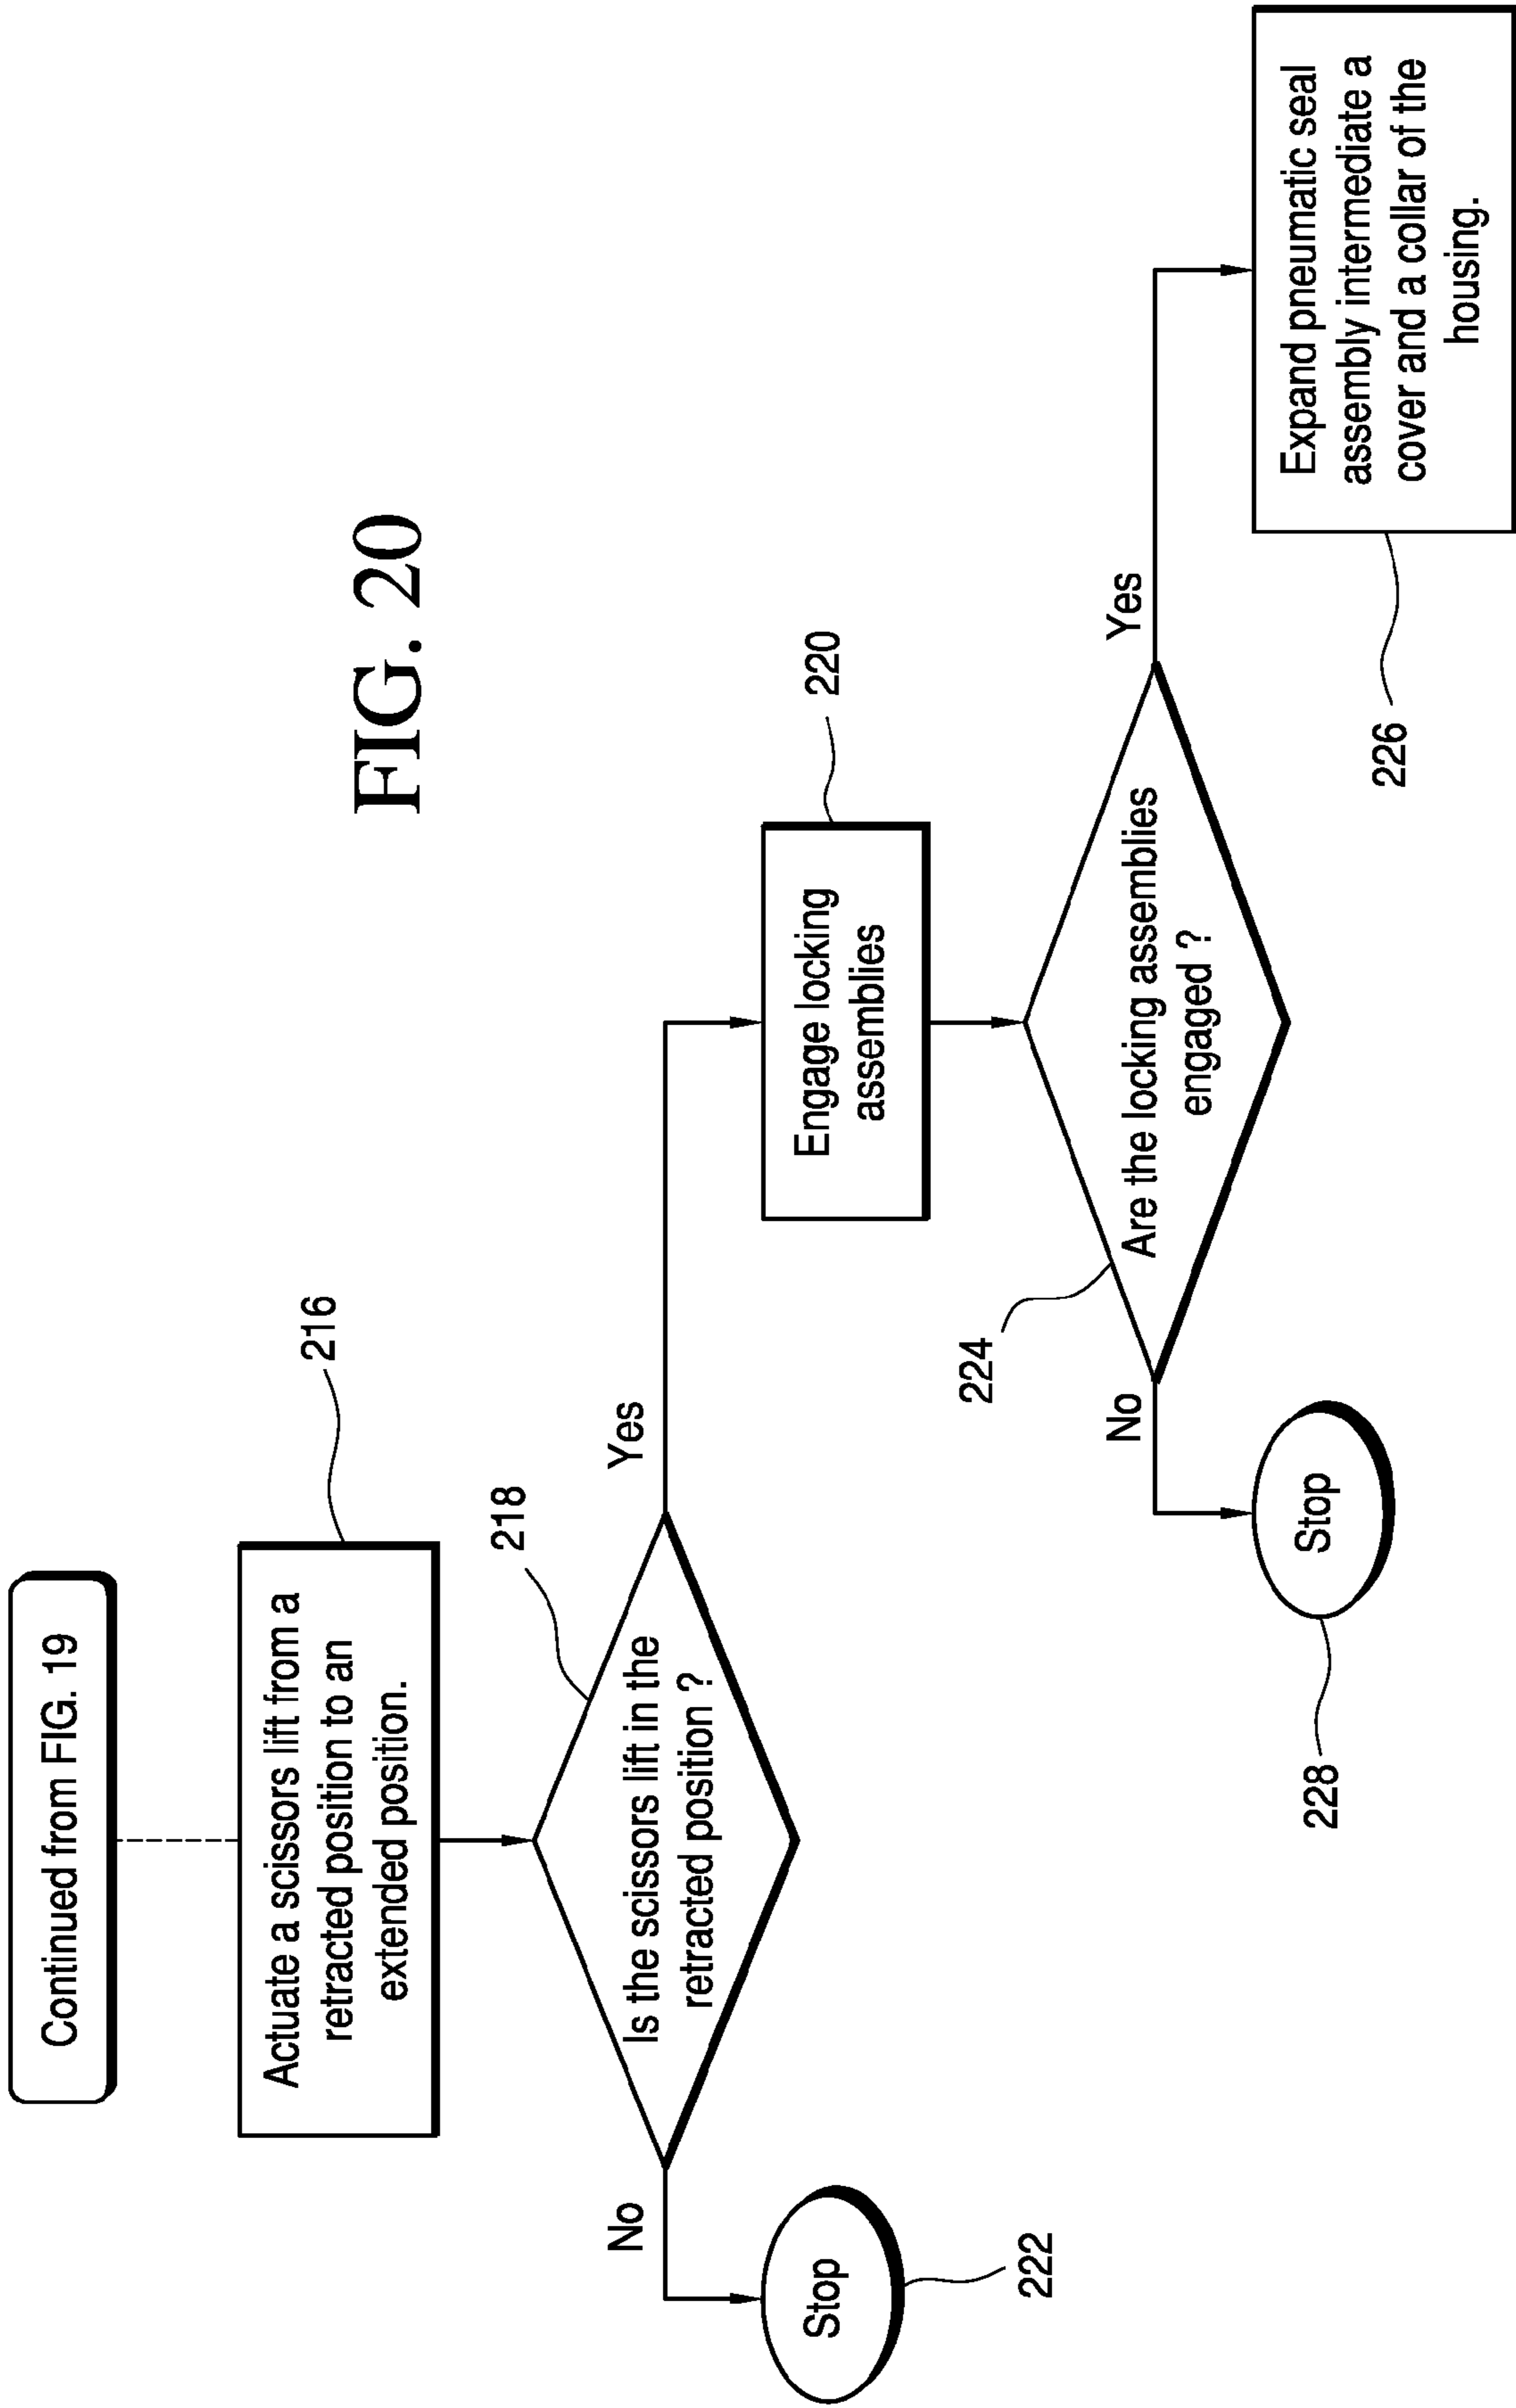 FIG. 20
Continued from FIG. 19
Actuate a scissors lift from a
retracted position to an
extended position.
216
218
Is the scissors lift in the
retracted position ?
No
Yes
Stop
222
Engage locking
assemblies
220
224
Are the locking assemblies
engaged ?
No
Yes
Stop
228
Expand pneumatic seal
assembly intermediate a
cover and a collar of the
housing.
226